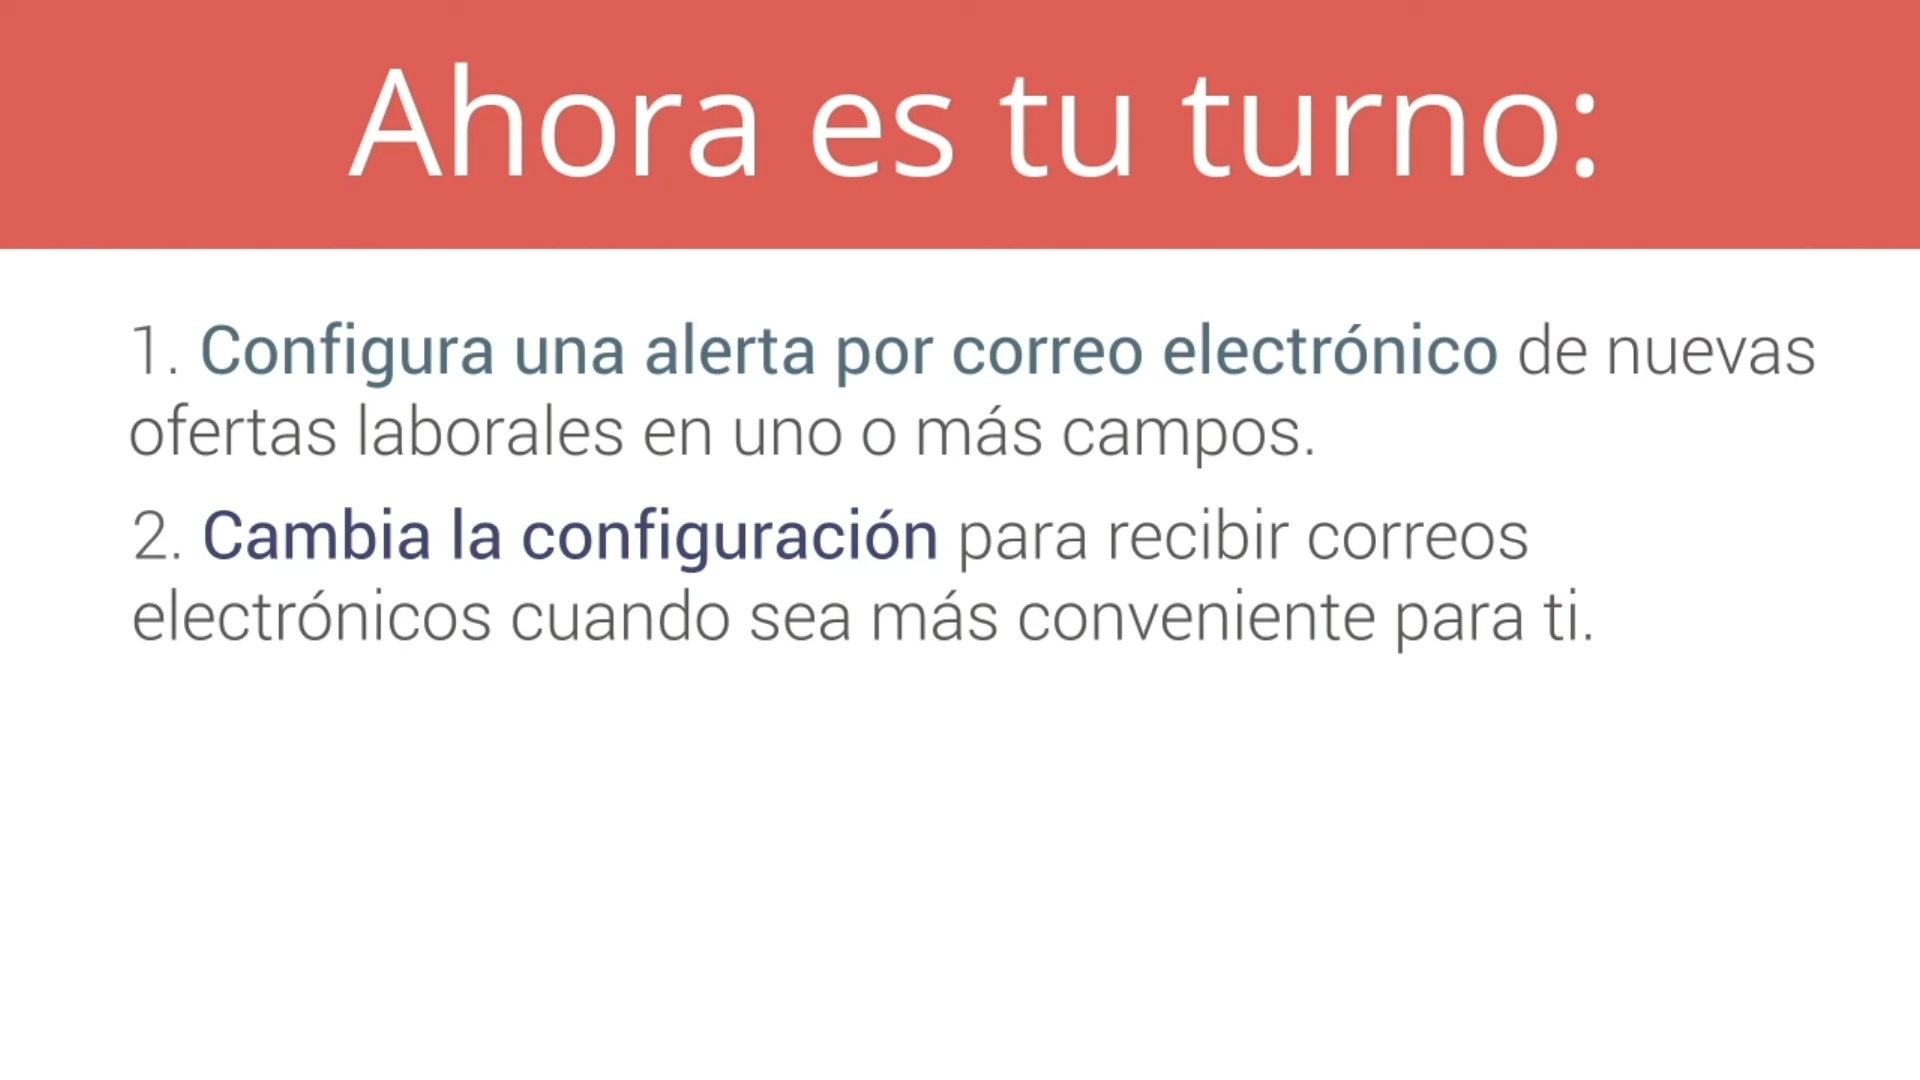 Ahora es tu turno:
1. Configura una alerta por correo electrónico de nuevas
ofertas laborales en uno o más campos.
2. Cambia la configuración para recibir correos
electrónicos cuando sea más conveniente para ti.